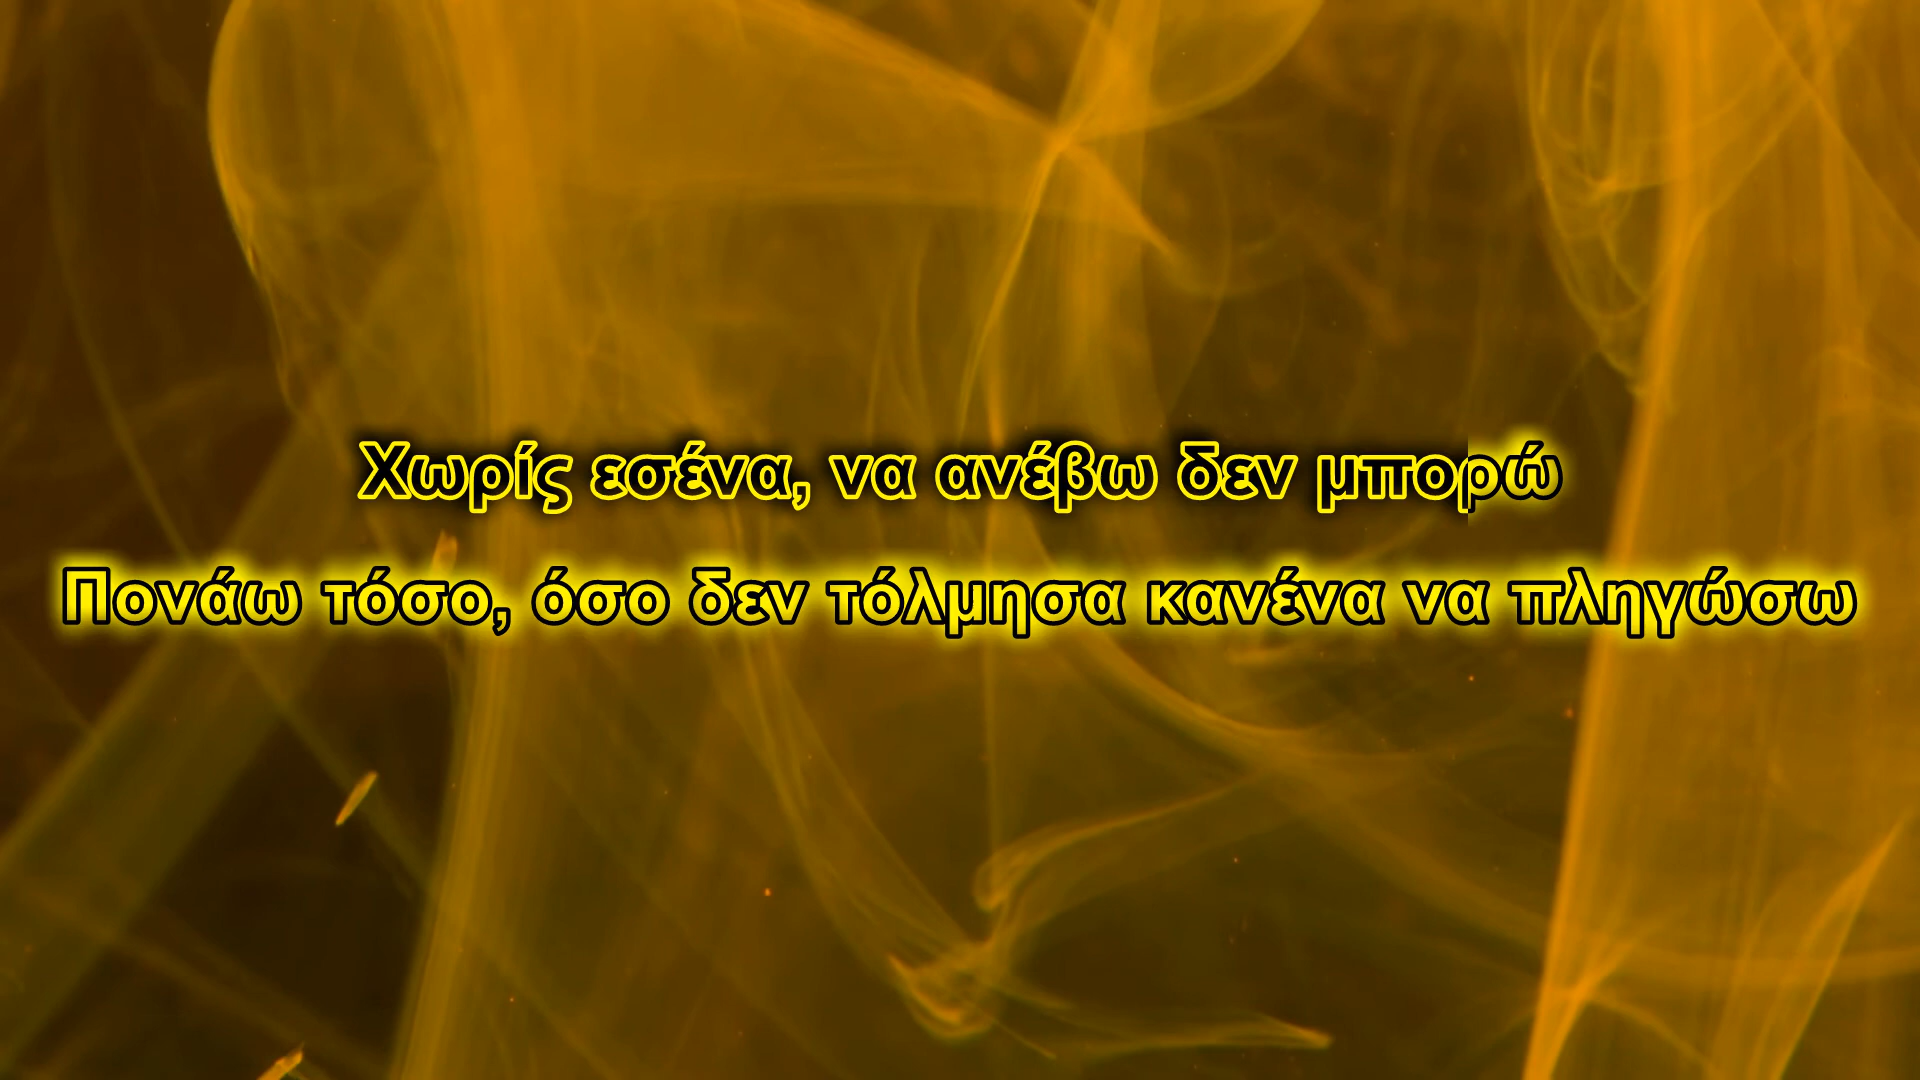 Χωρίς εσένα, να ανέβω δεν μπορώ
Πονάω τόσο, όσο δεν τόλμησα κανένα να πληγώσω